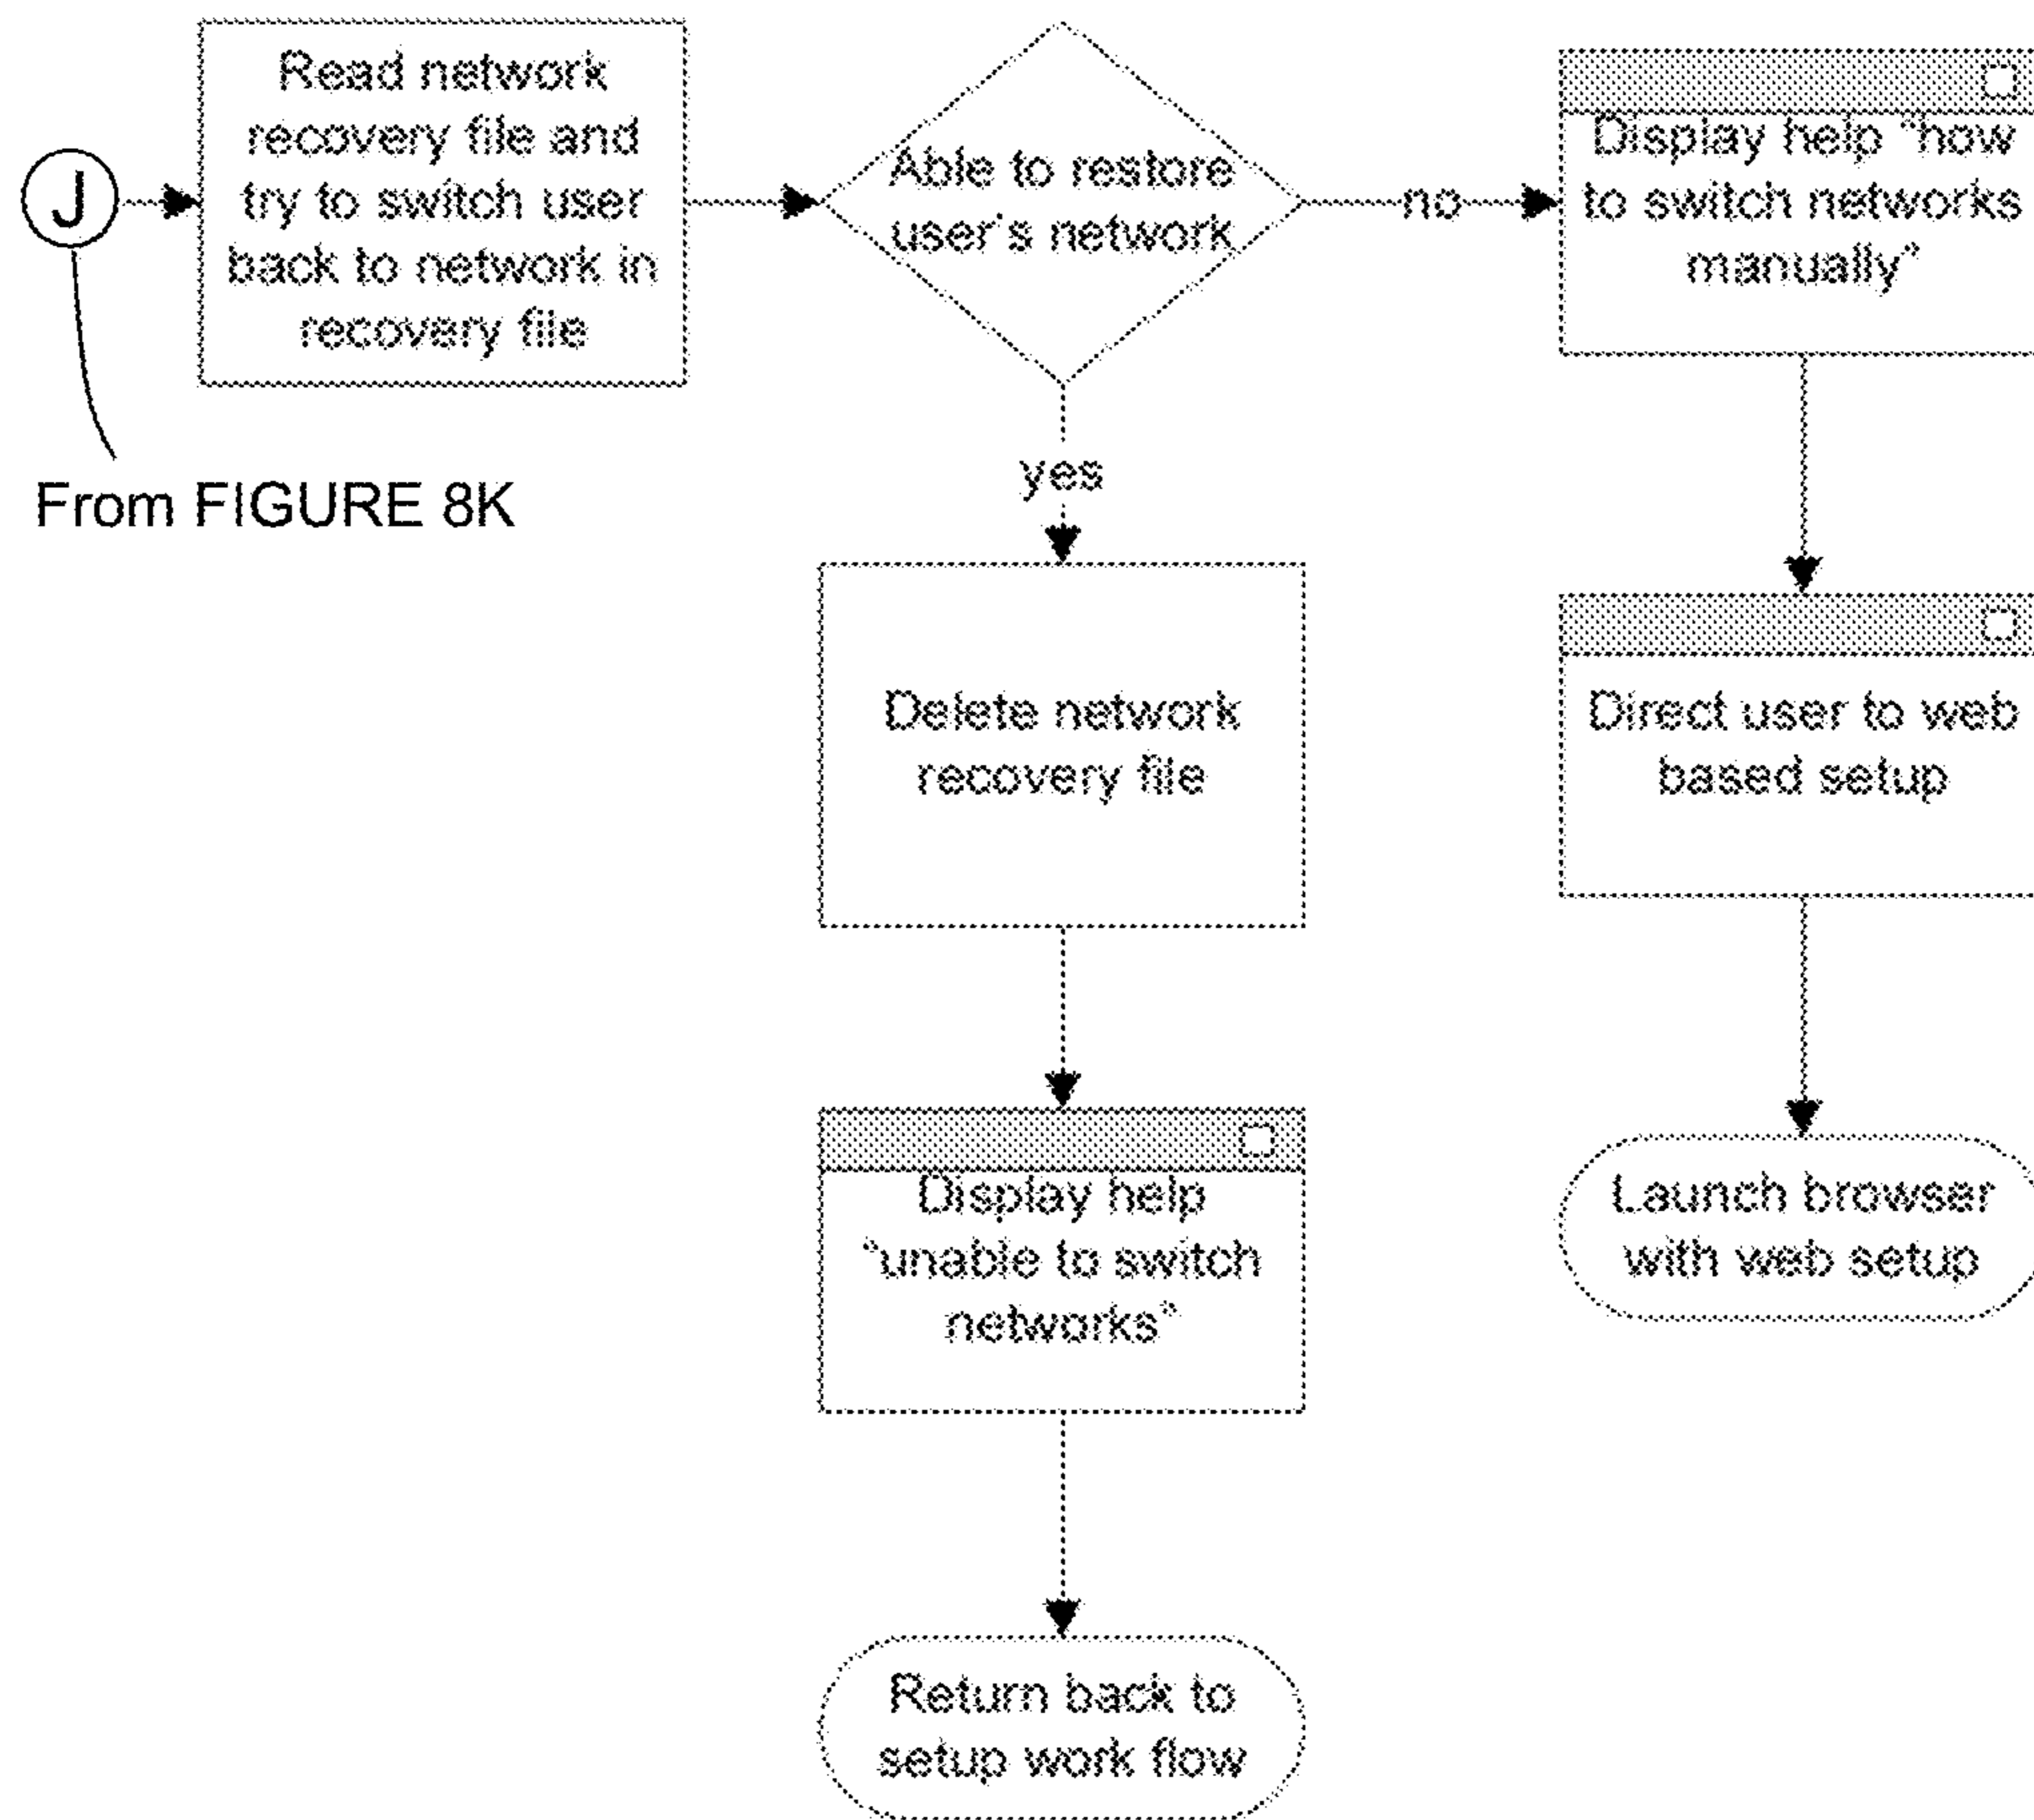 J
Read network
recovery file and
try to switch user
back to network in
recovery file
From FIGURE 8K
Able to restore
user's network
no
Display help "how
to switch networks
manually"
yes
Delete network
recovery file
Direct user to web
based setup
Display help
"unable to switch
networks"
Launch browser
with web setup
Return back to
setup work flow